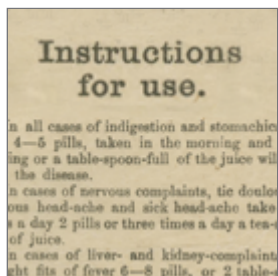 Instructions
for use.
n all cases of indigestion and stomachic
4—5 pills, taken in the morning and
ing or a table-spoon-full of the juice wil
the disease.
n cases of nervous complaints, tic doulou
ous head-ache and sick head-ache take
s a day 2 pills or three times a day a tea-
of juice.
n cases of liver- and kidney-complain
ght fits of fever 6—8 pills, or 2 table